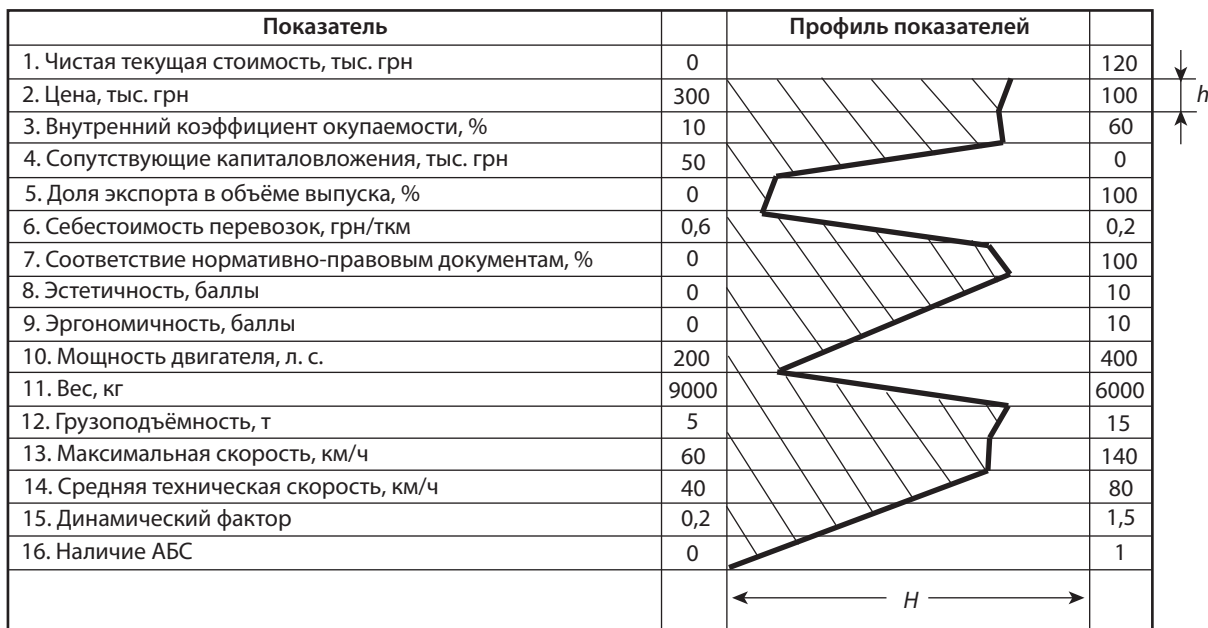 Показатель Профиль показателей
1. Чистая текущая стоимость, тыс. грн 0 120
2. Цена, тыс. грн 300 100
h
3. Внутренний коэффициент окупаемости, % 10 60
4. Сопутствующие капиталовложения, тыс. грн 50 0
5. Доля экспорта в объёме выпуска, % 0 100
6. Себестоимость перевозок, грн/ткм 0,6 0,2
7. Соответствие нормативно-правовым документам, % 0 100
8. Эстетичность, баллы 0 10
9. Эргономичность, баллы 0 10
10. Мощность двигателя, л. с. 200 400
11. Вес, кг 9000 6000
12. Грузоподъёмность, т 5 15
13. Максимальная скорость, км/ч 60 140
14. Средняя техническая скорость, км/ч 40 80
15. Динамический фактор 0,2 1,5
16. Наличие АБС 0 1
H